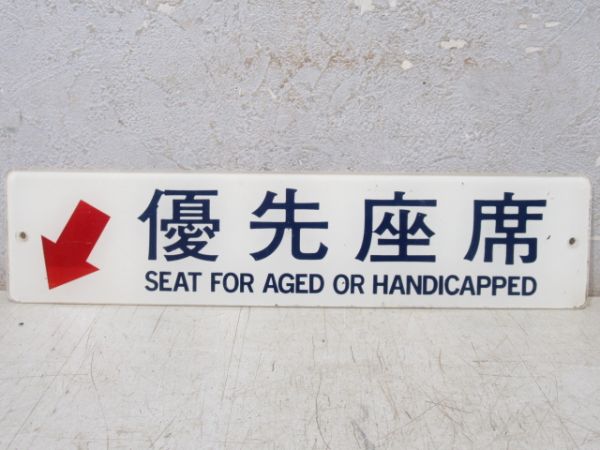 優先座席
SEAT FOR AGED OR HANDICAPPED